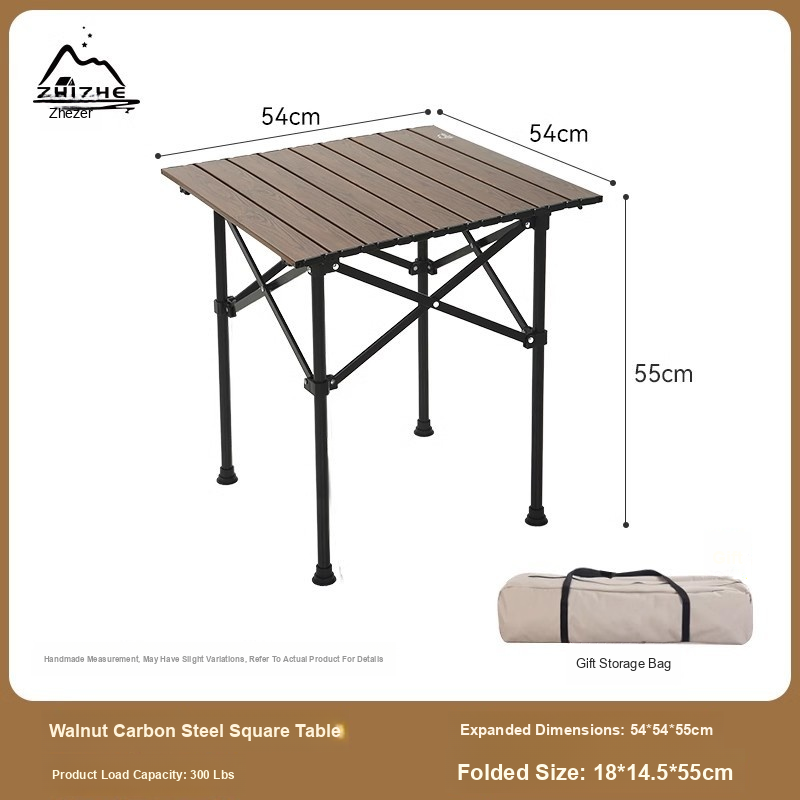 ZHIZHE
Zhezer
54cm
54cm
55cm
Gift Storage Bag
Handmade Measurement, May Have Slight Variations, Refer To Actual Product For Details
Walnut Carbon Steel Square Table
Expanded Dimensions: 54*54*55cm
Product Load Capacity: 300 Lbs
Folded Size: 18*14.5*55cm